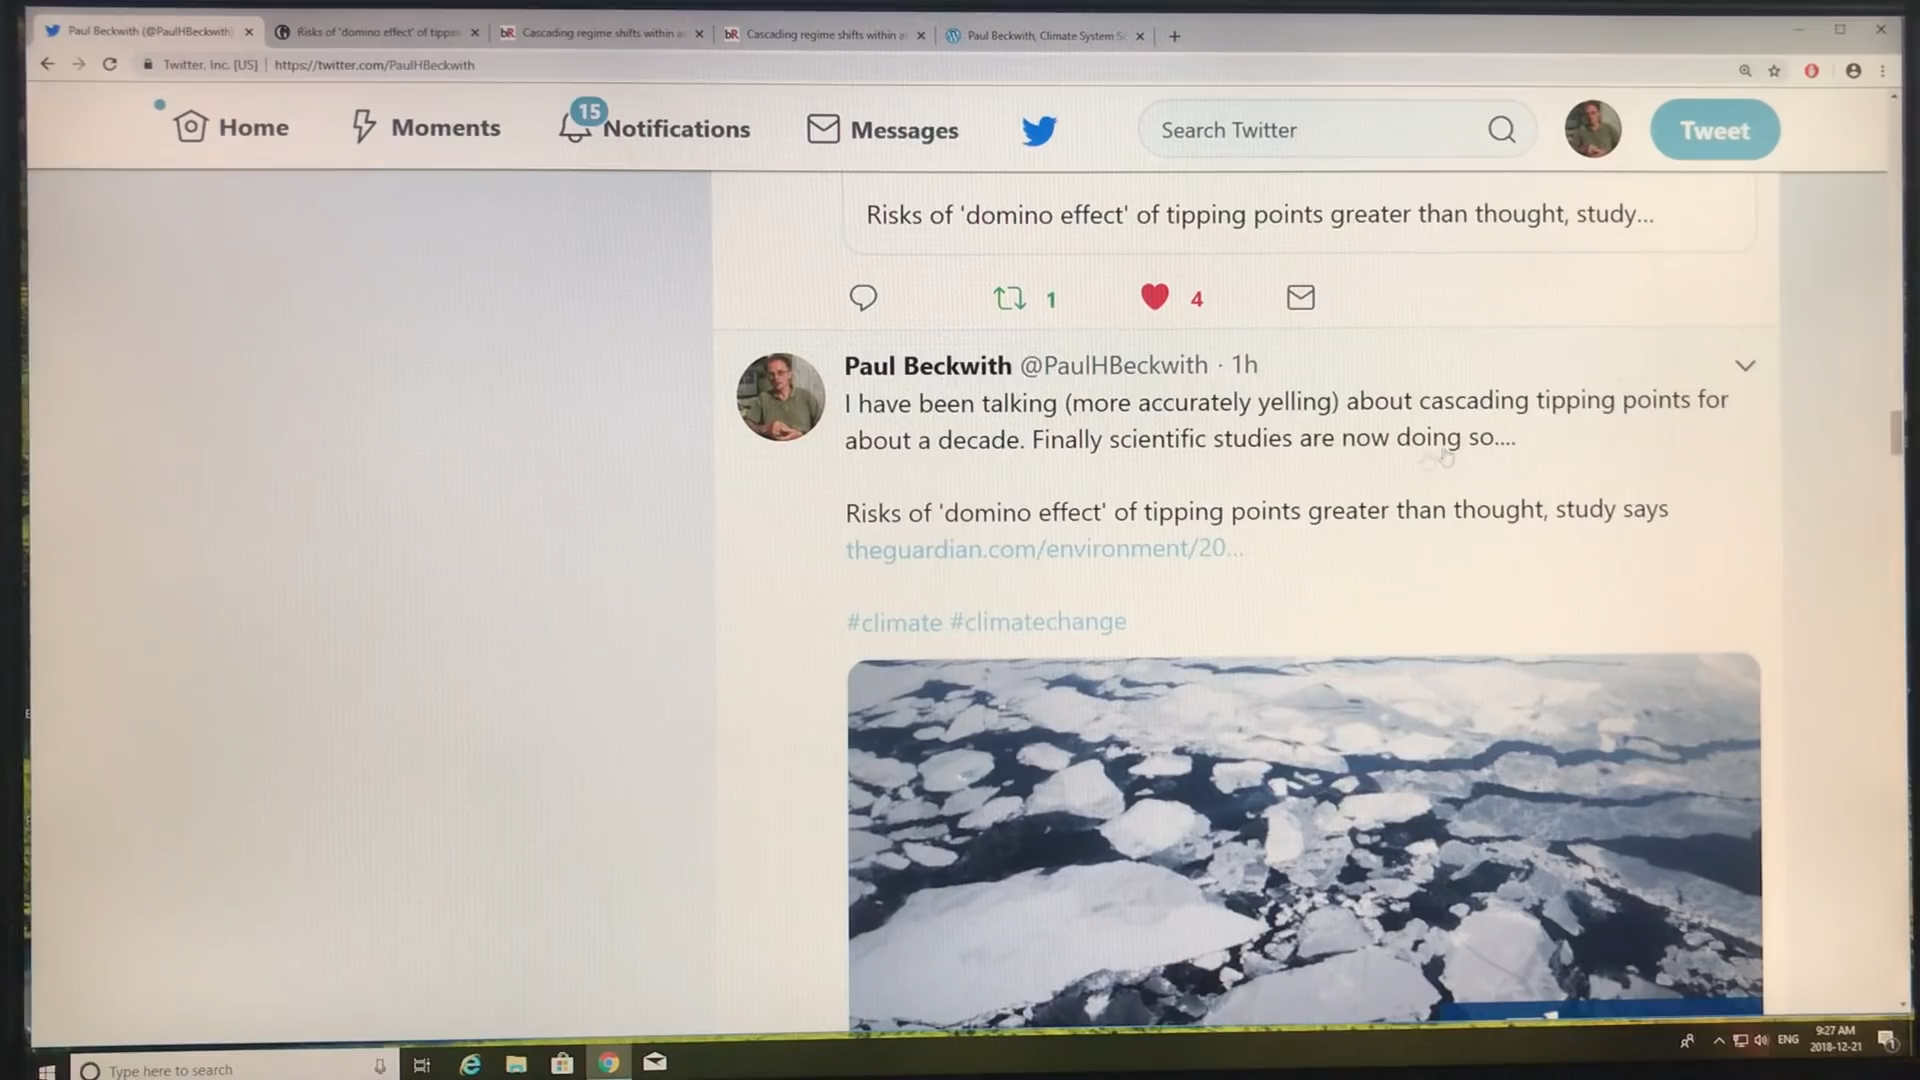 Paul Beckwith (@PaulHBeckwith)
Risks of 'domino effect' of tippin
bR Cascading regime shifts within a
bR Cascading regime shifts within a
Paul Beckwith, Climate System Sc
Twitter, Inc. [US] | https://twitter.com/PaulHBeckwith
Home
Moments
15
Notifications
Messages
Search Twitter
Tweet
Risks of 'domino effect' of tipping points greater than thought, study...
1
4
Paul Beckwith @PaulHBeckwith · 1h
I have been talking (more accurately yelling) about cascading tipping points for
about a decade. Finally scientific studies are now doing so....
Risks of 'domino effect' of tipping points greater than thought, study says
theguardian.com/environment/20...
#climate #climatechange
Type here to search
ENG
9:27 AM
2018-12-21
1